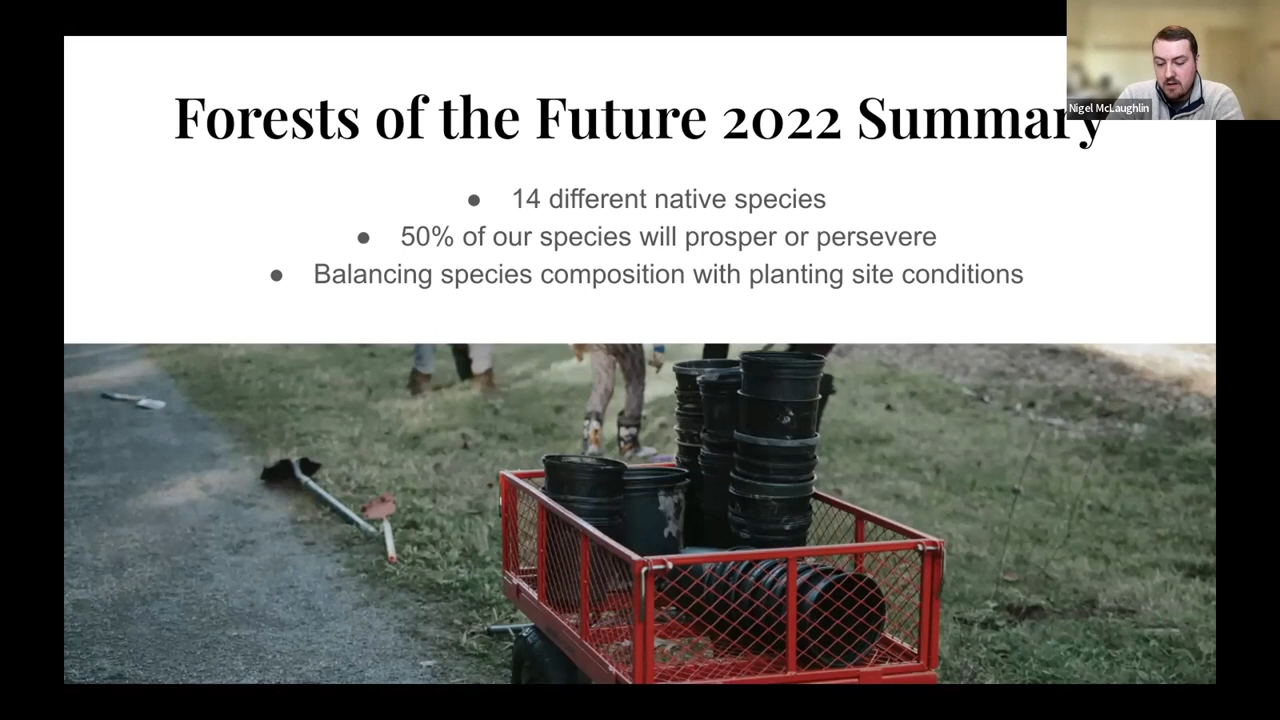 Forests of the Future 2022 Summary
Nigel McLaughlin
● 14 different native species
● 50% of our species will prosper or persevere
● Balancing species composition with planting site conditions